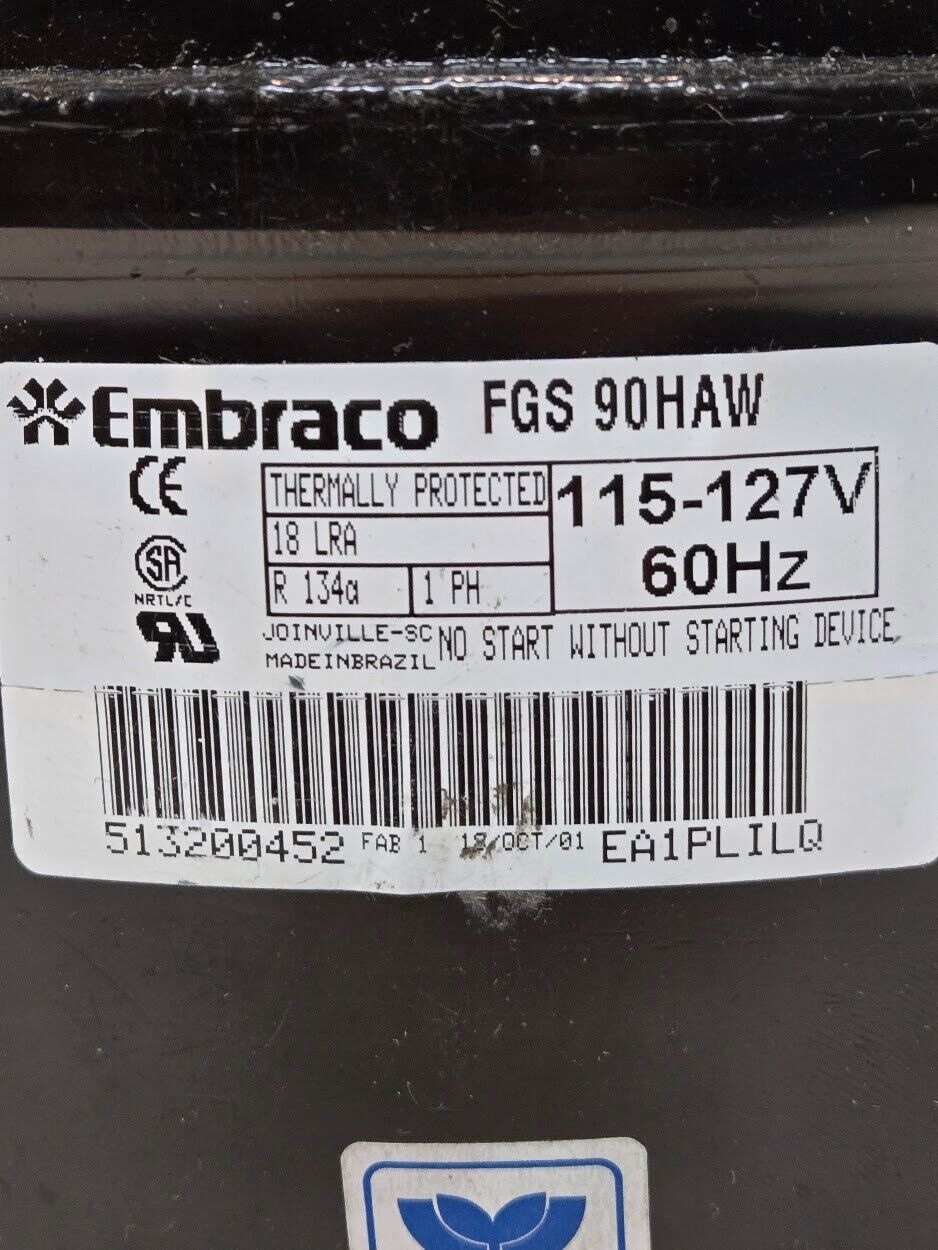 Embraco FGS 90HAW
CE
THERMALLY PROTECTED
115-127V
18 LRA
60Hz
R 134a
1 PH
SA
NRTL/C
JOINVILLE-SC
MADEINBRAZIL
NO START WITHOUT STARTING DEVICE
513200452 FAB 1 18/OCT/01 EA1PLILQ